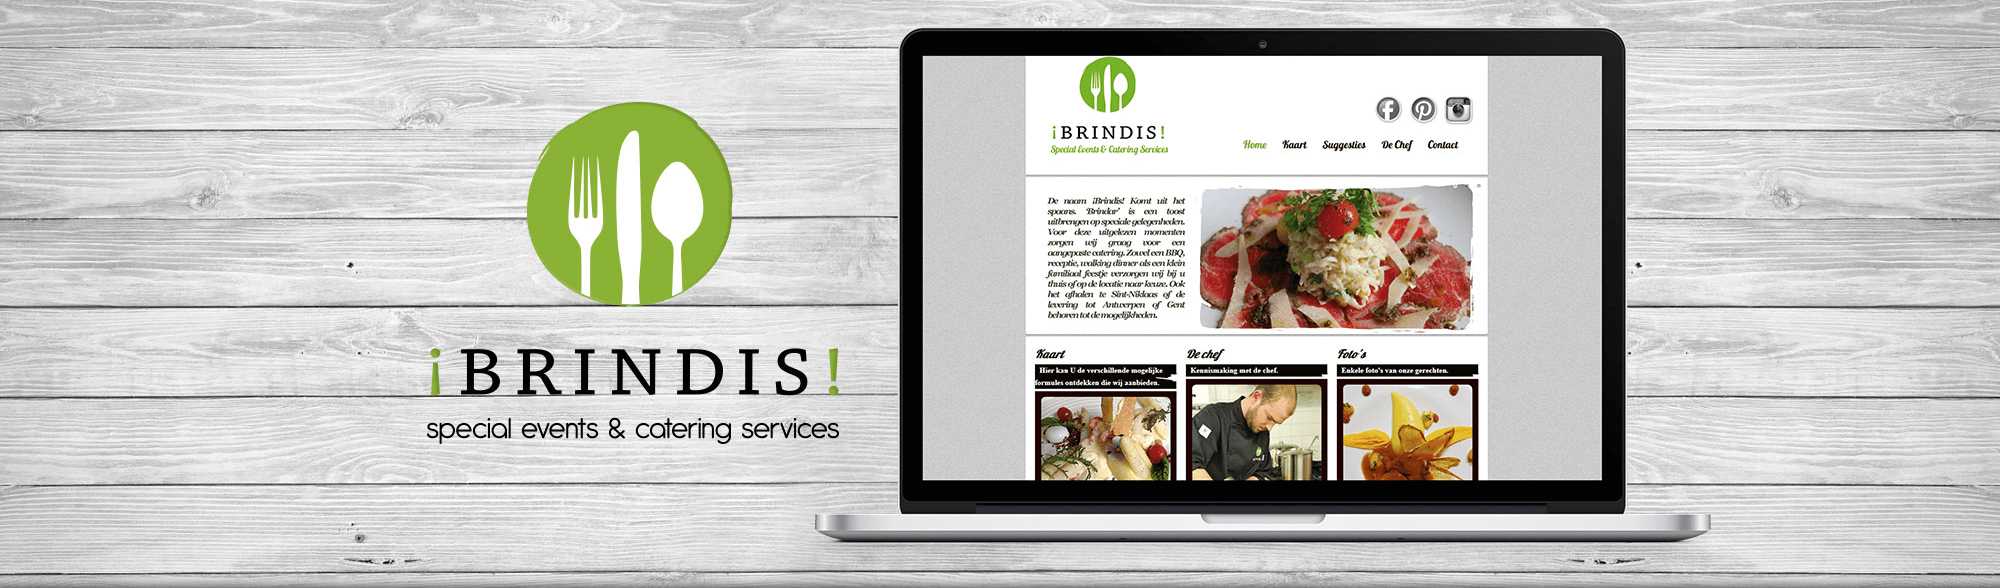 ¡BRINDIS!
special events & catering services
¡BRINDIS!
Special Events & Catering Services
Home Kaart Suggesties De Chef Contact
De naam ¡Brindis! Komt uit het
spaans. 'Brindar' is een toost
uitbrengen op speciale gelegenheden.
Voor deze uitgelezen momenten
zorgen wij graag voor een
aangepaste catering. Zowel een BBQ,
receptie, walking dinner als een klein
familiaal feestje verzorgen wij bij u
thuis of op de locatie naar keuze. Ook
het afhalen te Sint-Niklaas of de
levering tot Antwerpen of Gent
behoren tot de mogelijkheden.
Kaart
Hier kan U de verschillende mogelijke
formules ontdekken die wij aanbieden.
De chef
Kennismaking met de chef.
Foto's
Enkele foto's van onze gerechten.